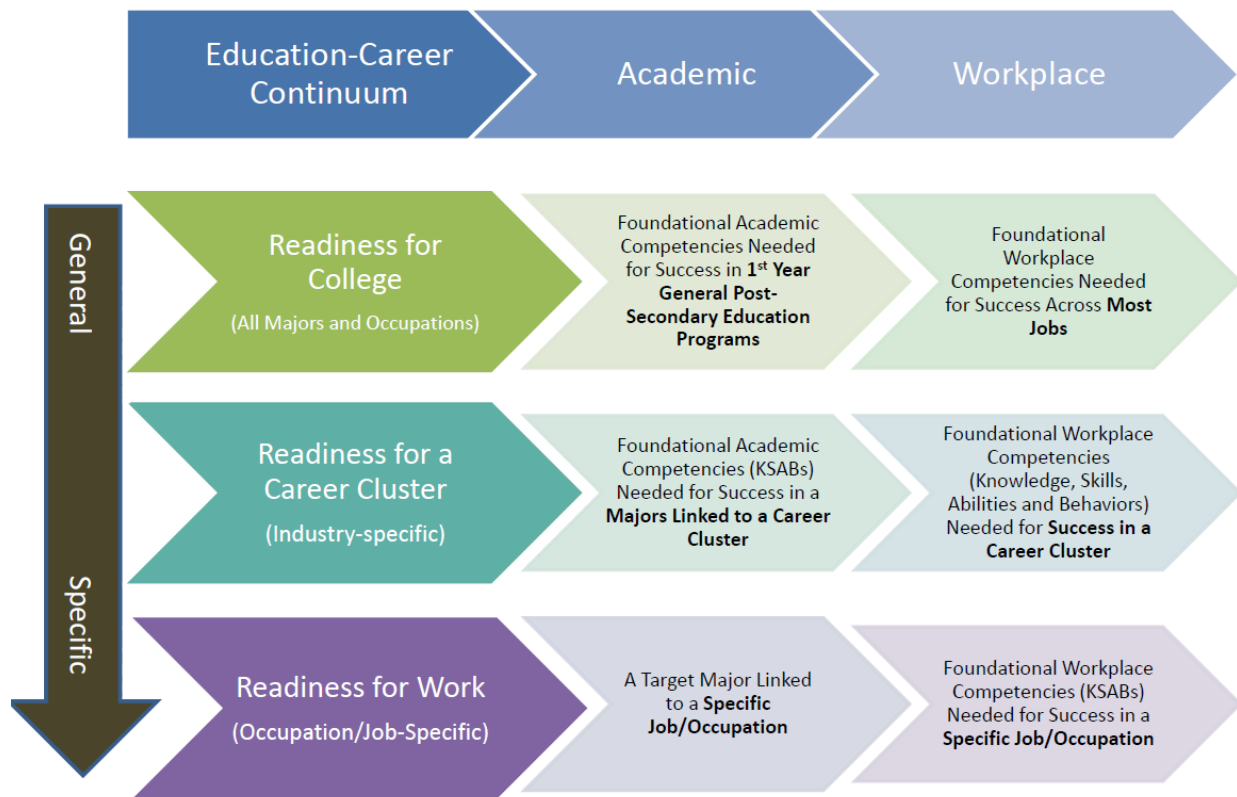 Education-Career
Continuum
Academic
Workplace
General
Specific
Readiness for
College
(All Majors and Occupations)
Foundational Academic
Competencies Needed
for Success in 1st Year
General Post-
Secondary Education
Programs
Foundational
Workplace
Competencies Needed
for Success Across Most
Jobs
Readiness for a
Career Cluster
(Industry-specific)
Foundational Academic
Competencies (KSABs)
Needed for Success in a
Majors Linked to a Career
Cluster
Foundational Workplace
Competencies
(Knowledge, Skills,
Abilities and Behaviors)
Needed for Success in a
Career Cluster
Readiness for Work
(Occupation/Job-Specific)
A Target Major Linked
to a Specific
Job/Occupation
Foundational Workplace
Competencies (KSABs)
Needed for Success in a
Specific Job/Occupation